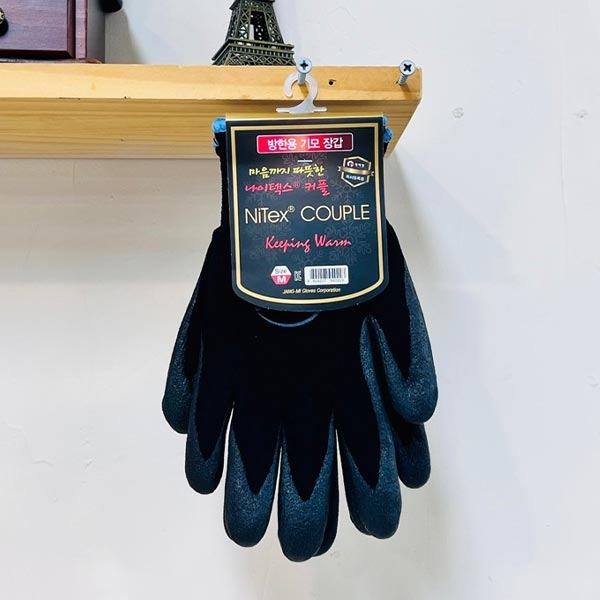 방한용 기모 장갑
마음까지 따뜻한
나이텍스® 커플
NiTex® COUPLE
Keeping Warm
Size
M
K
JANG-MI Gloves Corporation